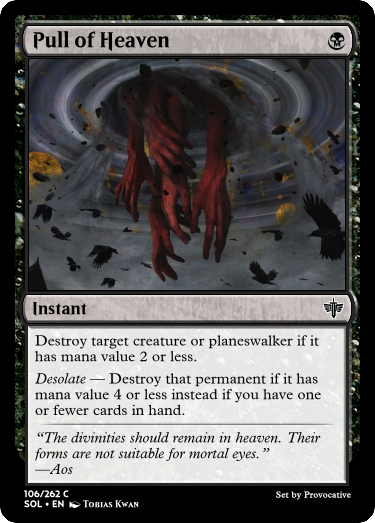 Pull of Heaven
Instant
Destroy target creature or planeswalker if it
has mana value 2 or less.
Desolate — Destroy that permanent if it has
mana value 4 or less instead if you have one
or fewer cards in hand.
“The divinities should remain in heaven. Their
forms are not suitable for mortal eyes.”
—Aos
106/262 C
SOL • EN Tobias Kwan
Set by Provocative